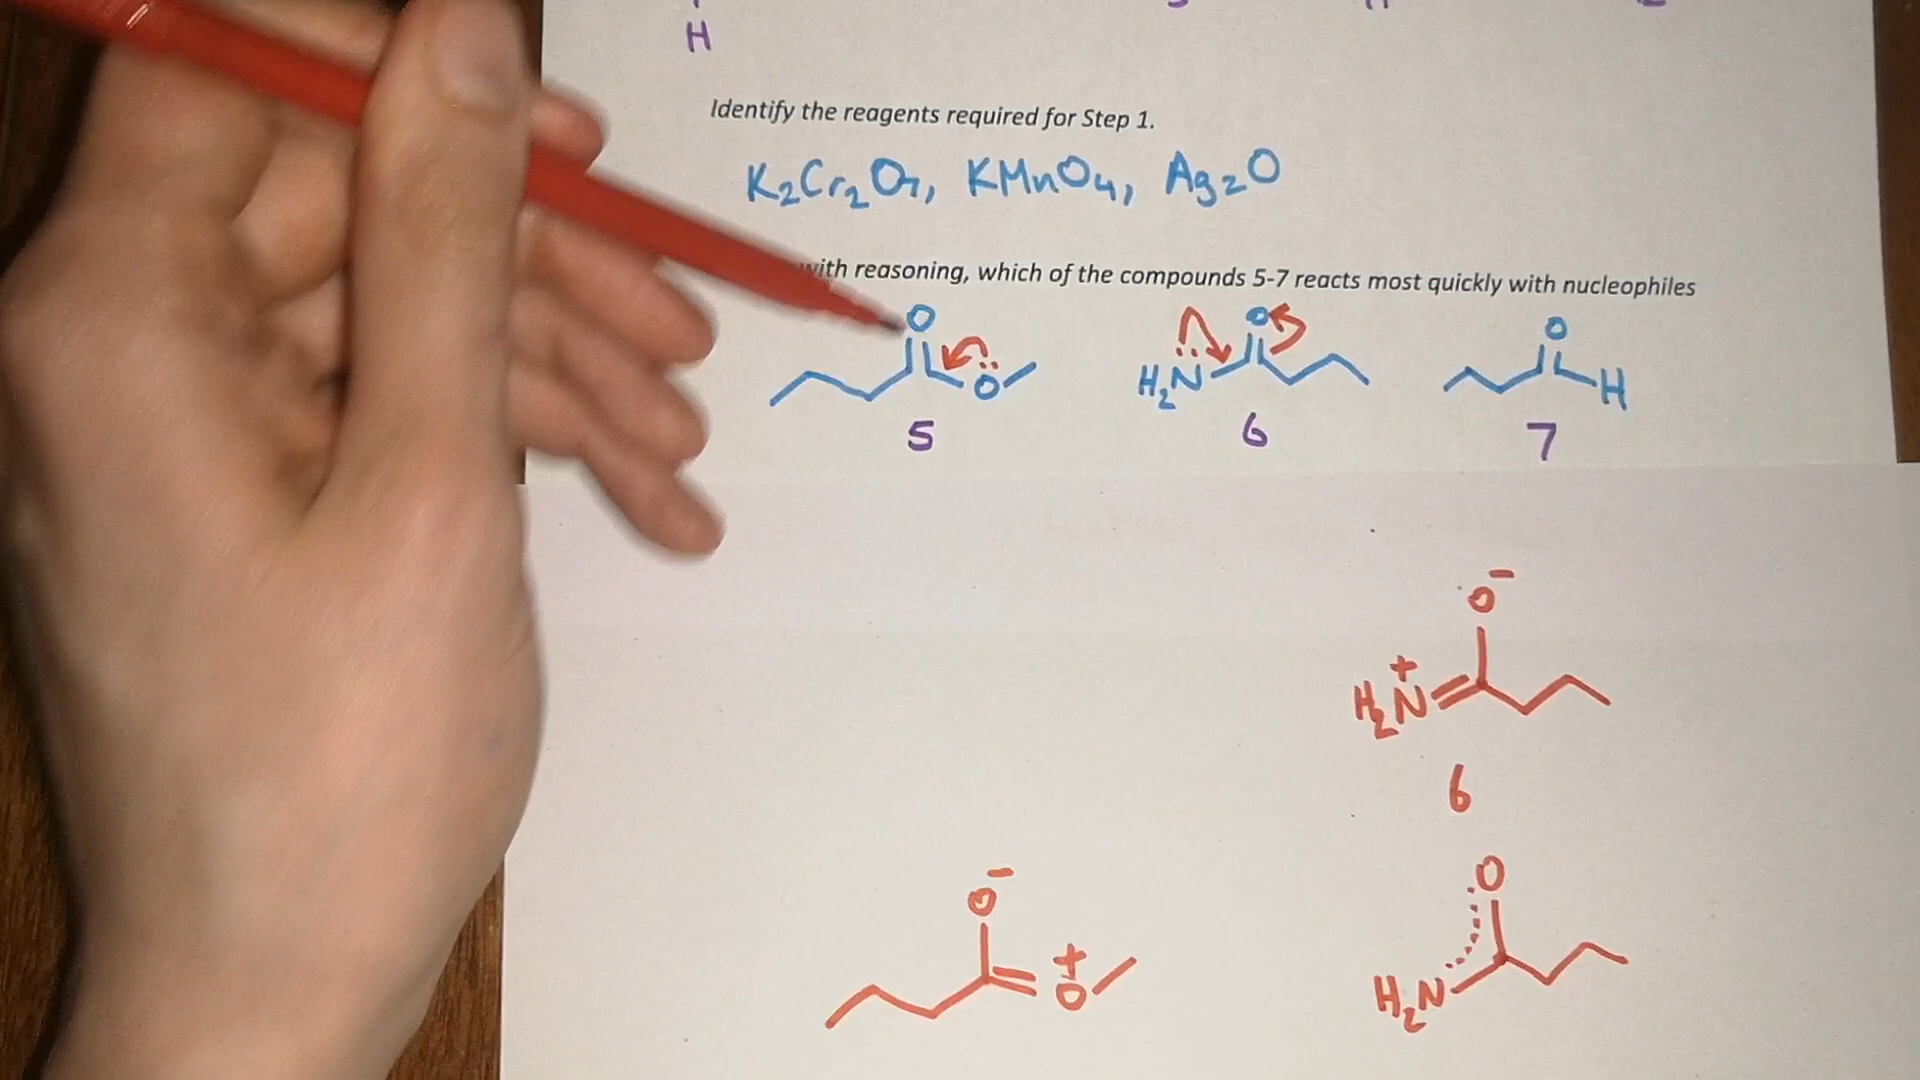 H
Identify the reagents required for Step 1.
K₂Cr₂O₇, KMnO₄, Ag₂O
with reasoning, which of the compounds 5-7 reacts most quickly with nucleophiles
O O O
H₂N O H
5 6 7
O⁻
H₂N⁺
6
O⁻ O
O⁺ H₂N